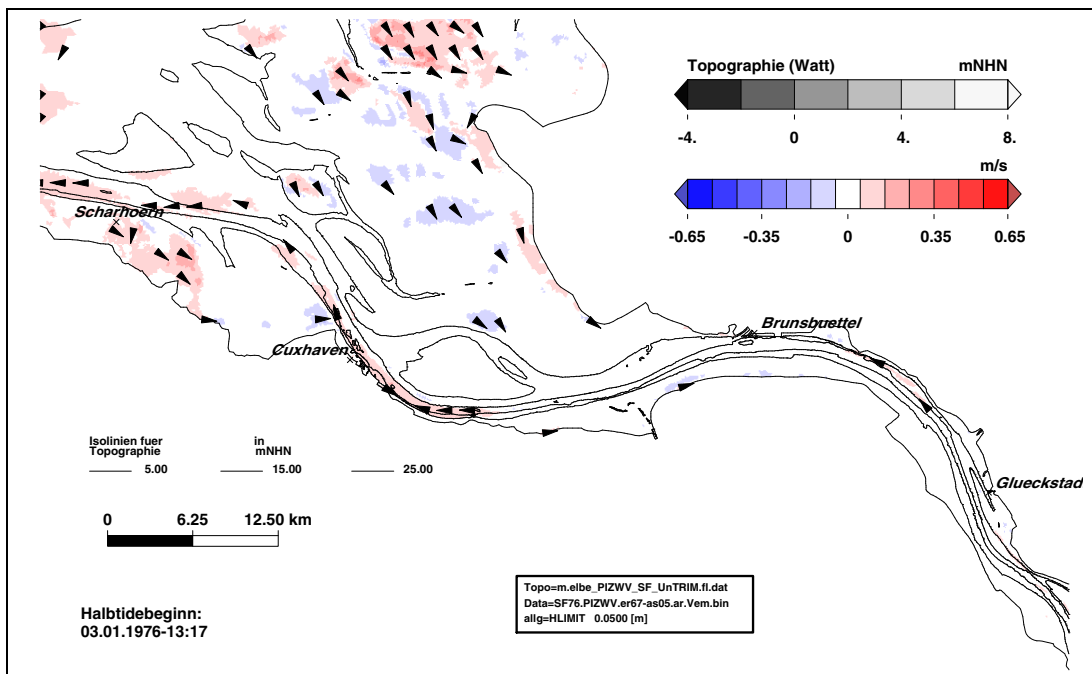 Topographie (Watt) mNHN
-4. 0 4. 8.
m/s
-0.65 -0.35 0 0.35 0.65
Scharhoern
Brunsbuettel
Cuxhaven
Isolinien fuer in
Topographie mNHN
5.00 15.00 25.00
Glueckstad
0 6.25 12.50 km
Topo=m.elbe_PIZWV_SF_UnTRIM.fl.dat
Data=SF76.PIZWV.er67-as05.ar.Vem.bin
allg=HLIMIT 0.0500 [m]
Halbtidebeginn:
03.01.1976-13:17